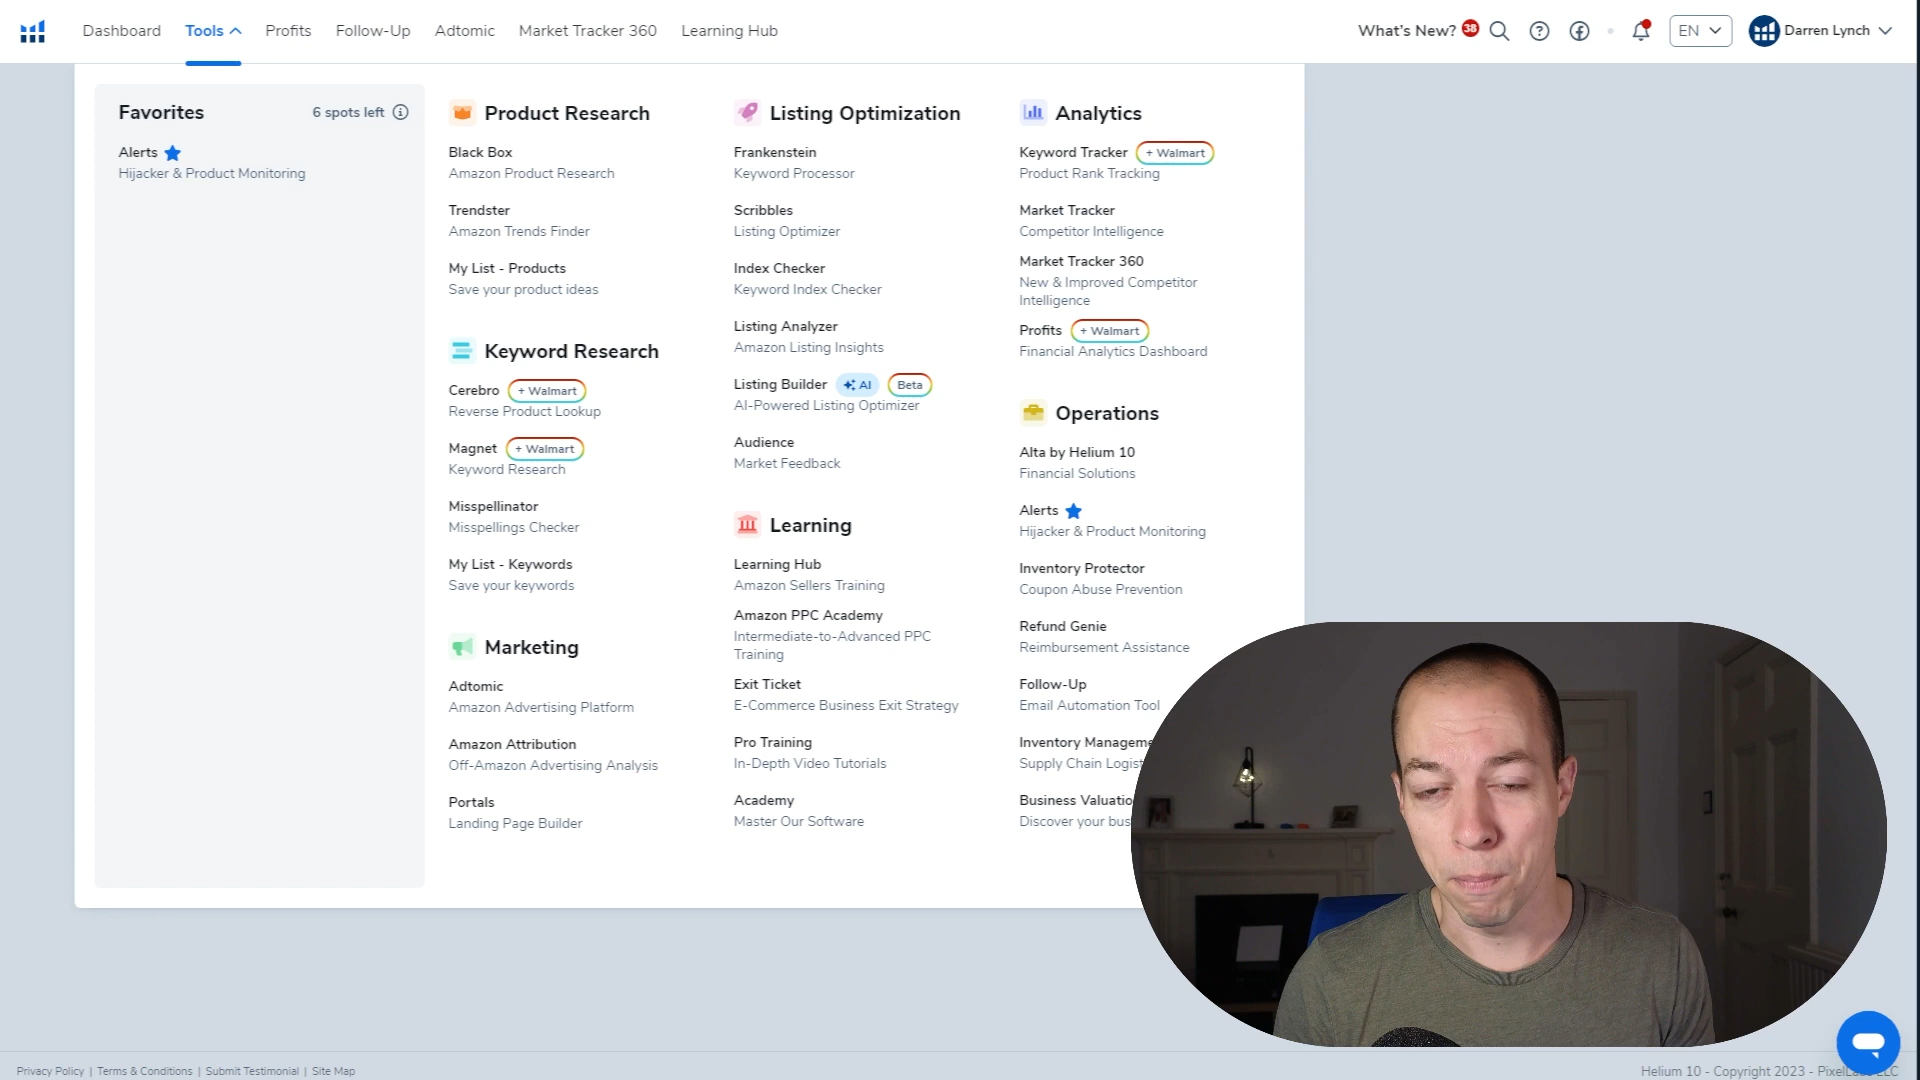 Dashboard Tools Profits Follow-Up Adtomic Market Tracker 360 Learning Hub What's New? 38 EN Darren Lynch
Favorites 6 spots left
Alerts
Hijacker & Product Monitoring
Product Research
Black Box
Amazon Product Research
Trendster
Amazon Trends Finder
My List - Products
Save your product ideas
Keyword Research
Cerebro + Walmart
Reverse Product Lookup
Magnet + Walmart
Keyword Research
Misspellinator
Misspellings Checker
My List - Keywords
Save your keywords
Marketing
Adtomic
Amazon Advertising Platform
Amazon Attribution
Off-Amazon Advertising Analysis
Portals
Landing Page Builder
Listing Optimization
Frankenstein
Keyword Processor
Scribbles
Listing Optimizer
Index Checker
Keyword Index Checker
Listing Analyzer
Amazon Listing Insights
Listing Builder AI Beta
AI-Powered Listing Optimizer
Audience
Market Feedback
Learning
Learning Hub
Amazon Sellers Training
Amazon PPC Academy
Intermediate-to-Advanced PPC
Training
Exit Ticket
E-Commerce Business Exit Strategy
Pro Training
In-Depth Video Tutorials
Academy
Master Our Software
Analytics
Keyword Tracker + Walmart
Product Rank Tracking
Market Tracker
Competitor Intelligence
Market Tracker 360
New & Improved Competitor
Intelligence
Profits + Walmart
Financial Analytics Dashboard
Operations
Alta by Helium 10
Financial Solutions
Alerts
Hijacker & Product Monitoring
Inventory Protector
Coupon Abuse Prevention
Refund Genie
Reimbursement Assistance
Follow-Up
Email Automation Tool
Inventory Manageme
Supply Chain Logist
Business Valuatio
Discover your bus
Privacy Policy | Terms & Conditions | Submit Testimonial | Site Map
Helium 10 - Copyright 2023 -